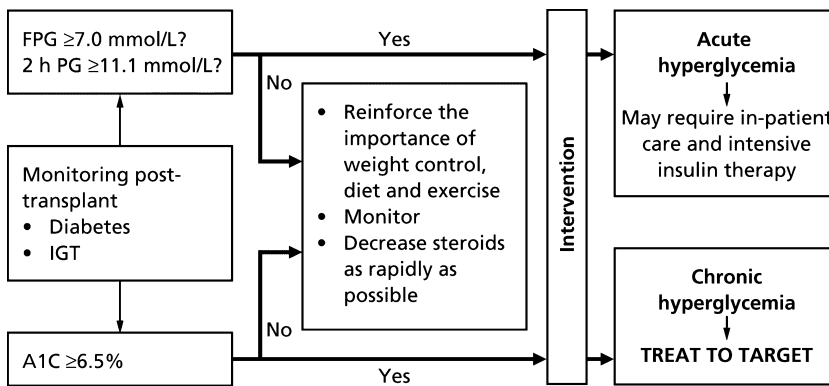 FPG ≥7.0 mmol/L?
2 h PG ≥11.1 mmol/L?
Yes
No
Monitoring post-
transplant
• Diabetes
• IGT
• Reinforce the
importance of
weight control,
diet and exercise
• Monitor
• Decrease steroids
as rapidly as
possible
No
A1C ≥6.5%
Yes
Intervention
Acute
hyperglycemia
May require in-patient
care and intensive
insulin therapy
Chronic
hyperglycemia
TREAT TO TARGET